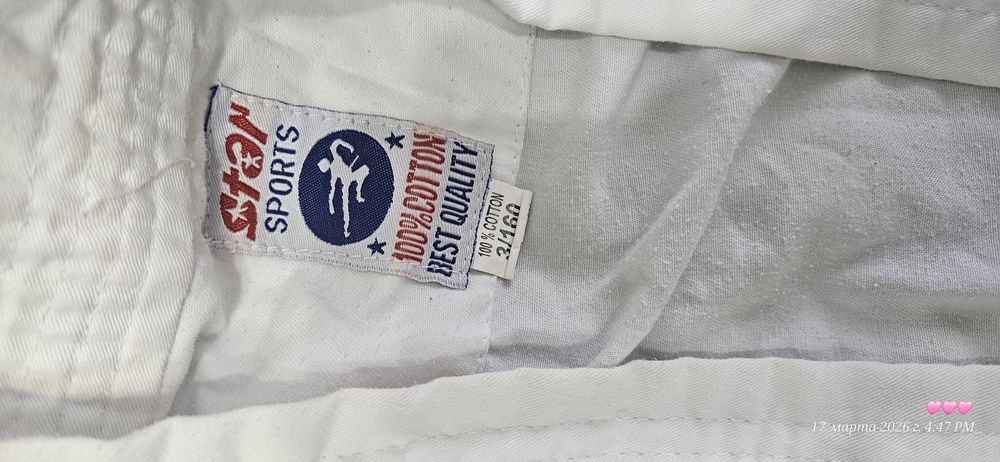 Star
SPORTS
100% COTTON
BEST QUALITY
100 % COTTON
3/160
17 марта 2026 г. 4:47 PM